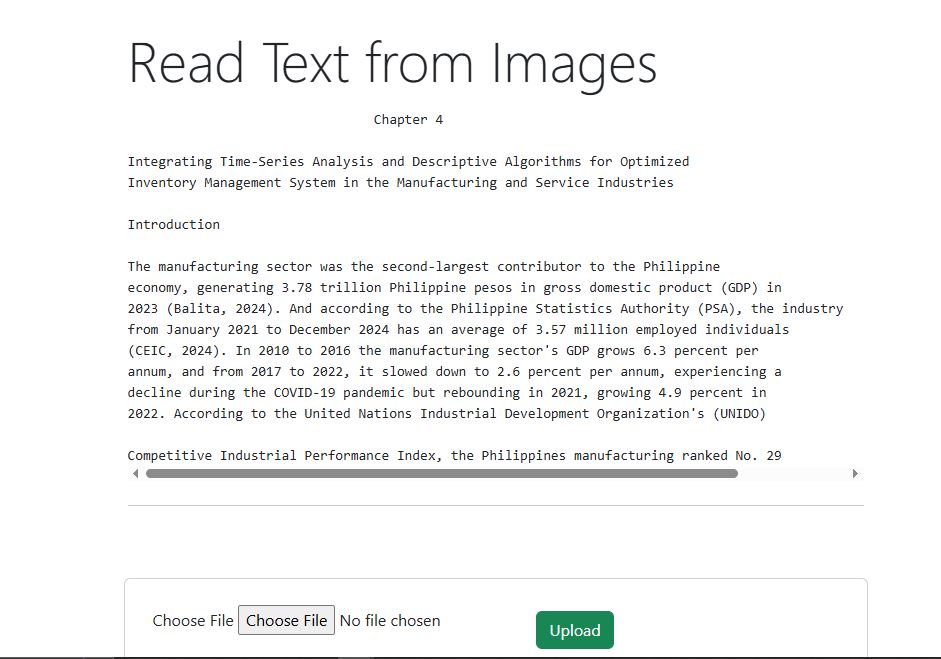 Read Text from Images
Chapter 4
Integrating Time-Series Analysis and Descriptive Algorithms for Optimized
Inventory Management System in the Manufacturing and Service Industries
Introduction
The manufacturing sector was the second-largest contributor to the Philippine
economy, generating 3.78 trillion Philippine pesos in gross domestic product (GDP) in
2023 (Balita, 2024). And according to the Philippine Statistics Authority (PSA), the industry
from January 2021 to December 2024 has an average of 3.57 million employed individuals
(CEIC, 2024). In 2010 to 2016 the manufacturing sector's GDP grows 6.3 percent per
annum, and from 2017 to 2022, it slowed down to 2.6 percent per annum, experiencing a
decline during the COVID-19 pandemic but rebounding in 2021, growing 4.9 percent in
2022. According to the United Nations Industrial Development Organization's (UNIDO)
Competitive Industrial Performance Index, the Philippines manufacturing ranked No. 29
Choose File Choose File No file chosen
Upload